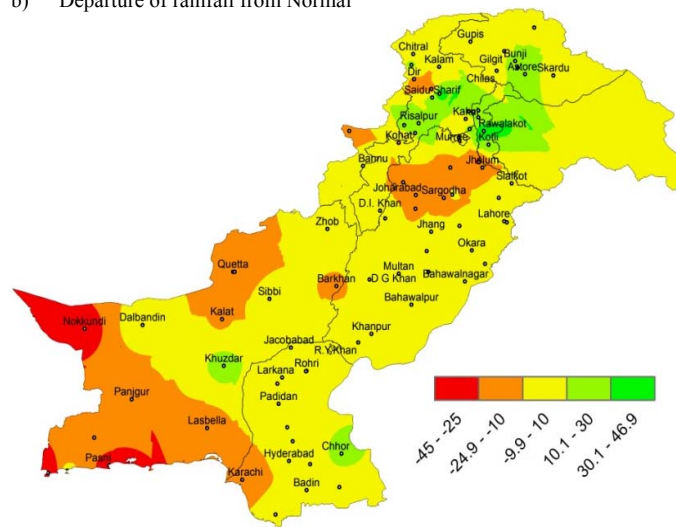 b) Departure of rainfall from Normal
Gupis
Bunji
Chitral
Kalam
Gilgit
Astore
Skardu
Dir
Chilas
Saidu Sharif
Risalpur
Kakul
Rawalakot
Kohat
Murree
Kotli
Bannu
Jhelum
Sialkot
Joharabad
Sargodha
D.I. Khan
Lahore
Zhob
Jhang
Okara
Quetta
Multan
Barkhan
D G Khan
Bahawalnagar
Sibbi
Bahawalpur
Nokkundi
Dalbandin
Kalat
Khanpur
Jacobabad
R.Y.Khan
Khuzdar
Larkana
Rohri
Panjgur
Padidan
Lasbella
Pasni
Hyderabad
Chhor
Karachi
Badin
-45 - -25
-24.9 - -10
-9.9 - 10
10.1 - 30
30.1 - 46.9